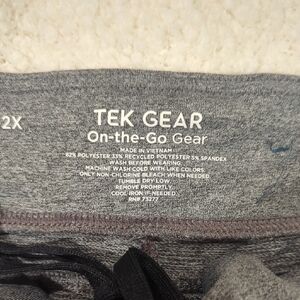 2X
TEK GEAR
On-the-Go Gear
MADE IN VIETNAM
62% POLYESTER 33% RECYCLED POLYESTER 5% SPANDEX
WASH BEFORE WEARING.
MACHINE WASH COLD WITH LIKE COLORS.
ONLY NON-CHLORINE BLEACH WHEN NEEDED.
TUMBLE DRY LOW.
REMOVE PROMPTLY.
COOL IRON IF NEEDED.
RN# 73277